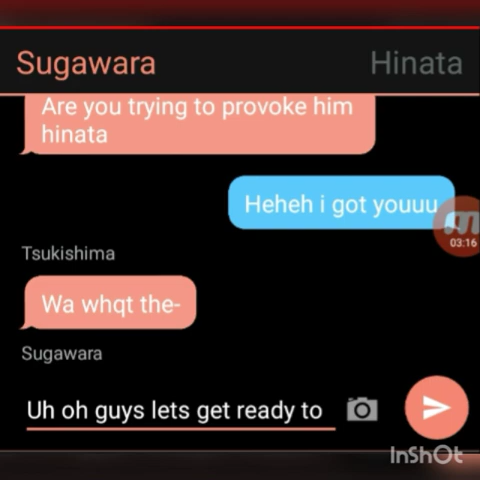 Sugawara
Hinata
Are you trying to provoke him
hinata
Heheh i got youuu
03:16
Tsukishima
Wa whqt the-
Sugawara
Uh oh guys lets get ready to
InShOt